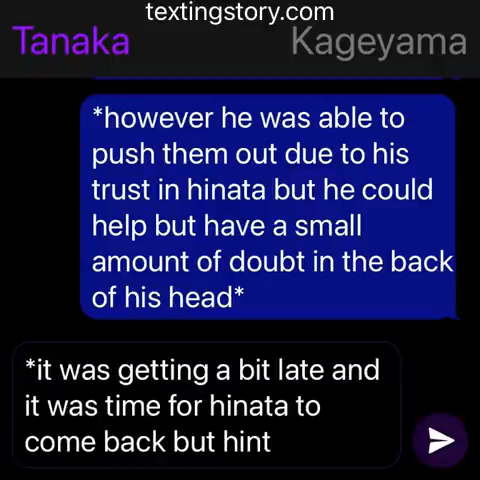 textingstory.com
Tanaka Kageyama
*however he was able to
push them out due to his
trust in hinata but he could
help but have a small
amount of doubt in the back
of his head*
*it was getting a bit late and
it was time for hinata to
come back but hint